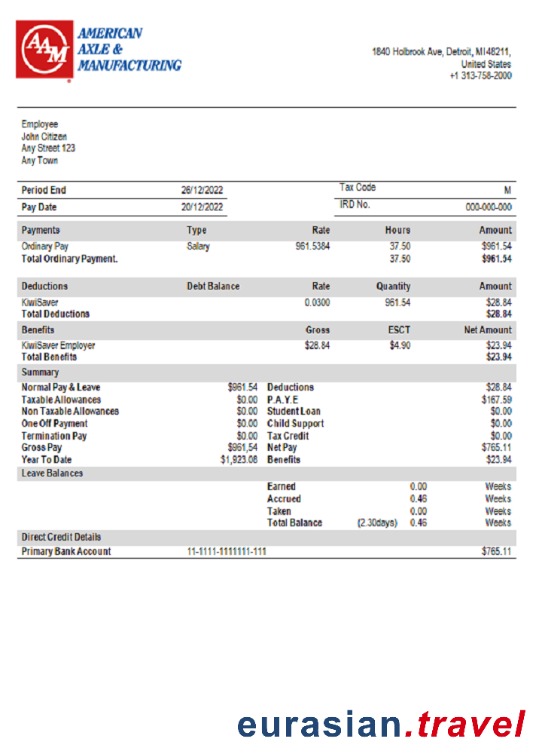 AAM
AMERICAN
AXLE &
MANUFACTURING
1840 Holbrook Ave, Detroit, MI48211,
United States
+1 313-758-2000
Employee
John Citizen
Any Street 123
Any Town
Period End 26/12/2022 Tax Code M
Pay Date 20/12/2022 IRD No. 000-000-000
Payments Type Rate Hours Amount
Ordinary Pay Salary 961.5384 37.50 $961.54
Total Ordinary Payment. 37.50 $961.54
Deductions Debt Balance Rate Quantity Amount
KiwiSaver 0.0300 961.54 $28.84
Total Deductions $28.84
Benefits Gross ESCT Net Amount
KiwiSaver Employer $28.84 $4.90 $23.94
Total Benefits $23.94
Summary
Normal Pay & Leave $961.54 Deductions $28.84
Taxable Allowances $0.00 P.A.Y.E $167.59
Non Taxable Allowances $0.00 Student Loan $0.00
One Off Payment $0.00 Child Support $0.00
Termination Pay $0.00 Tax Credit $0.00
Gross Pay $961,54 Net Pay $765.11
Year To Date $1,923.08 Benefits $23.94
Leave Balances
Earned 0.00 Weeks
Accrued 0.46 Weeks
Taken 0.00 Weeks
Total Balance (2.30days) 0.46 Weeks
Direct Credit Details
Primary Bank Account 11-1111-1111111-111 $765.11
eurasian.travel